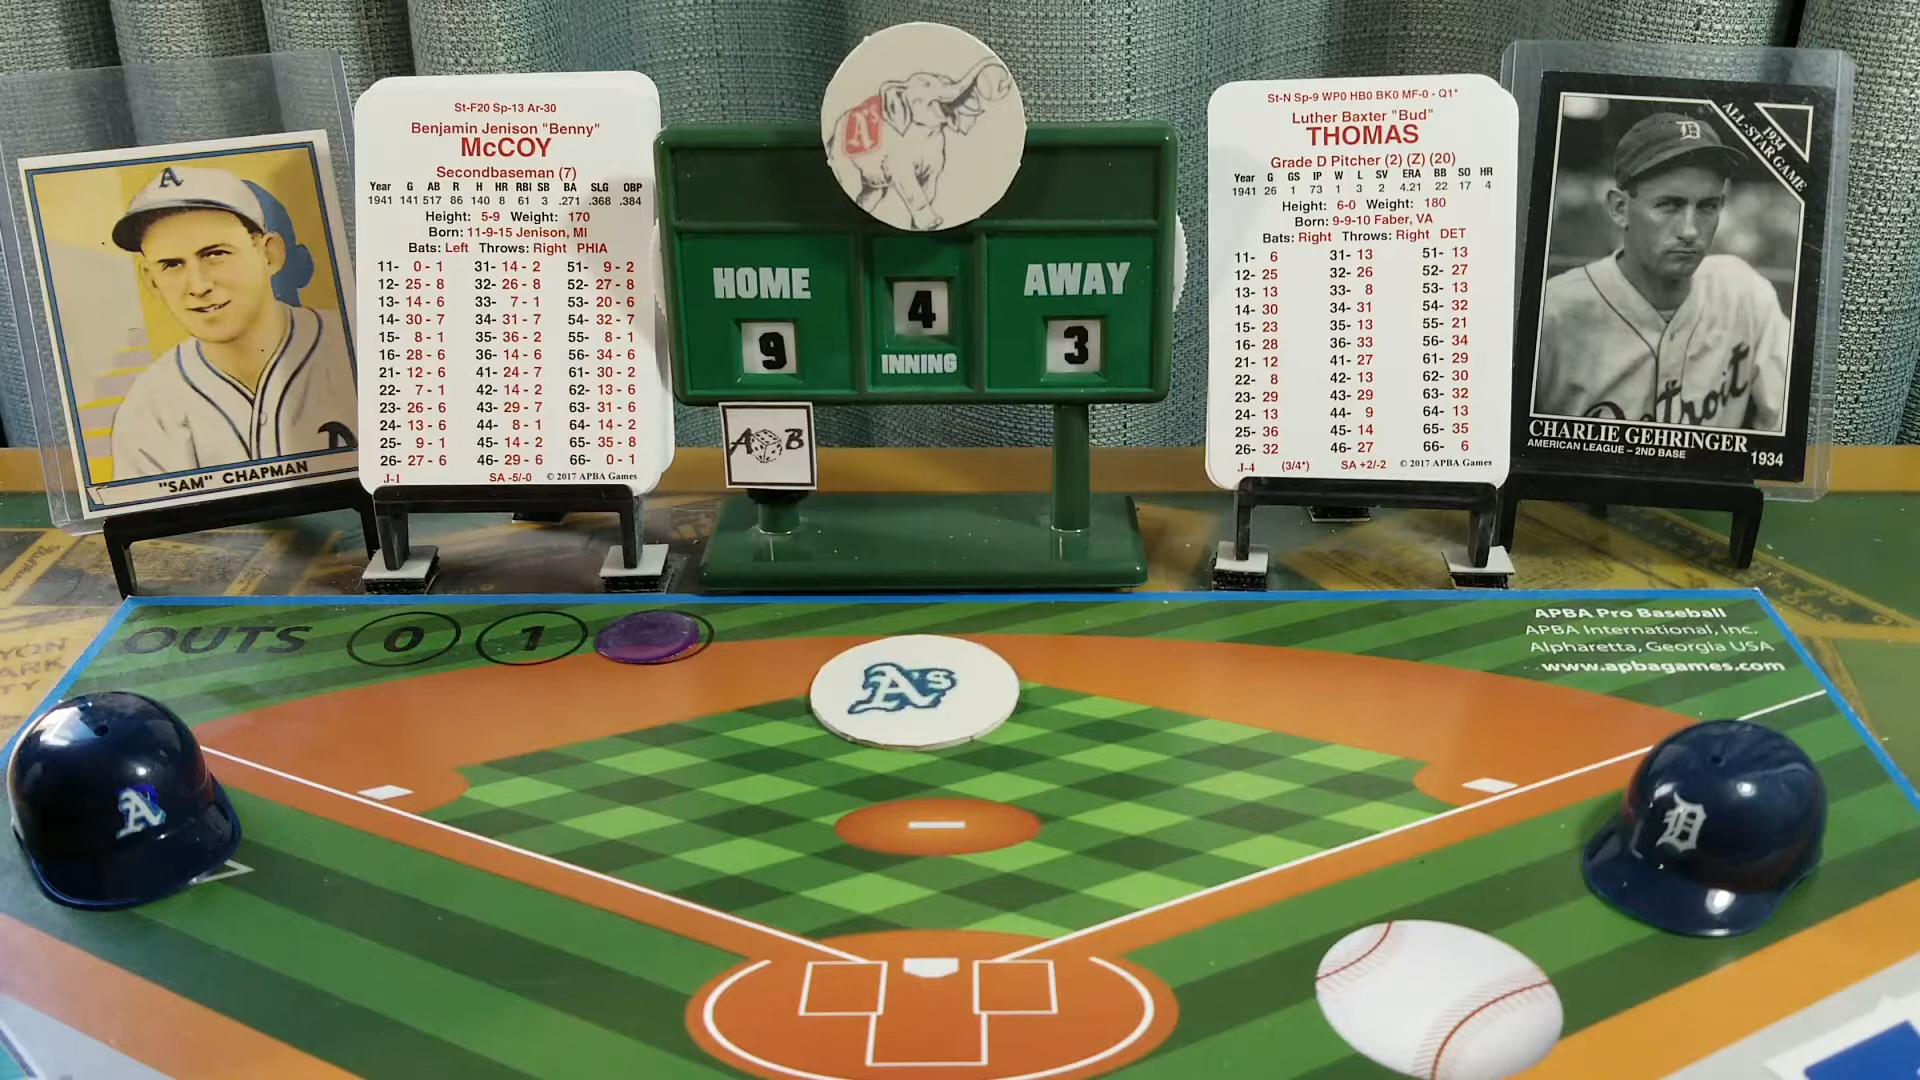 A
"SAM" CHAPMAN
St-F20 Sp-13 Ar-30
Benjamin Jenison "Benny"
McCOY
Secondbaseman (7)
Year G AB R H HR RBI SB BA SLG OBP
1941 141 517 86 140 8 61 3 .271 .368 .384
Height: 5-9 Weight: 170
Born: 11-9-15 Jenison, MI
Bats: Left Throws: Right PHIA
11- 0 - 1 31- 14 - 2 51- 9 - 2
12- 25 - 8 32- 26 - 8 52- 27 - 8
13- 14 - 6 33- 7 - 1 53- 20 - 6
14- 30 - 7 34- 31 - 7 54- 32 - 7
15- 8 - 1 35- 36 - 2 55- 8 - 1
16- 28 - 6 36- 14 - 6 56- 34 - 6
21- 12 - 6 41- 24 - 7 61- 30 - 2
22- 7 - 1 42- 14 - 2 62- 13 - 6
23- 26 - 6 43- 29 - 7 63- 31 - 6
24- 13 - 6 44- 8 - 1 64- 14 - 2
25- 9 - 1 45- 14 - 2 65- 35 - 8
26- 27 - 6 46- 29 - 6 66- 0 - 1
J-1 SA -5/-0 © 2017 APBA Games
A's
HOME
9
4
INNING
AWAY
3
A B
St-N Sp-9 WP0 HB0 BK0 MF-0 - Q1*
Luther Baxter "Bud"
THOMAS
Grade D Pitcher (2) (Z) (20)
Year G GS IP W L SV ERA BB SO HR
1941 26 1 73 1 3 2 4.21 22 17 4
Height: 6-0 Weight: 180
Born: 9-9-10 Faber, VA
Bats: Right Throws: Right DET
11- 6 31- 13 51- 13
12- 25 32- 26 52- 27
13- 13 33- 8 53- 13
14- 30 34- 31 54- 32
15- 23 35- 13 55- 21
16- 28 36- 33 56- 34
21- 12 41- 27 61- 29
22- 8 42- 13 62- 30
23- 29 43- 29 63- 32
24- 13 44- 9 64- 13
25- 36 45- 14 65- 35
26- 32 46- 27 66- 6
J-4 (3/4*) SA +2/-2 © 2017 APBA Games
1934
ALL-STAR GAME
D
Detroit
CHARLIE GEHRINGER
AMERICAN LEAGUE – 2ND BASE 1934
OUTS 0 1
A's
APBA Pro Baseball
APBA International, Inc.
Alpharetta, Georgia USA
www.apbagames.com
A's
D